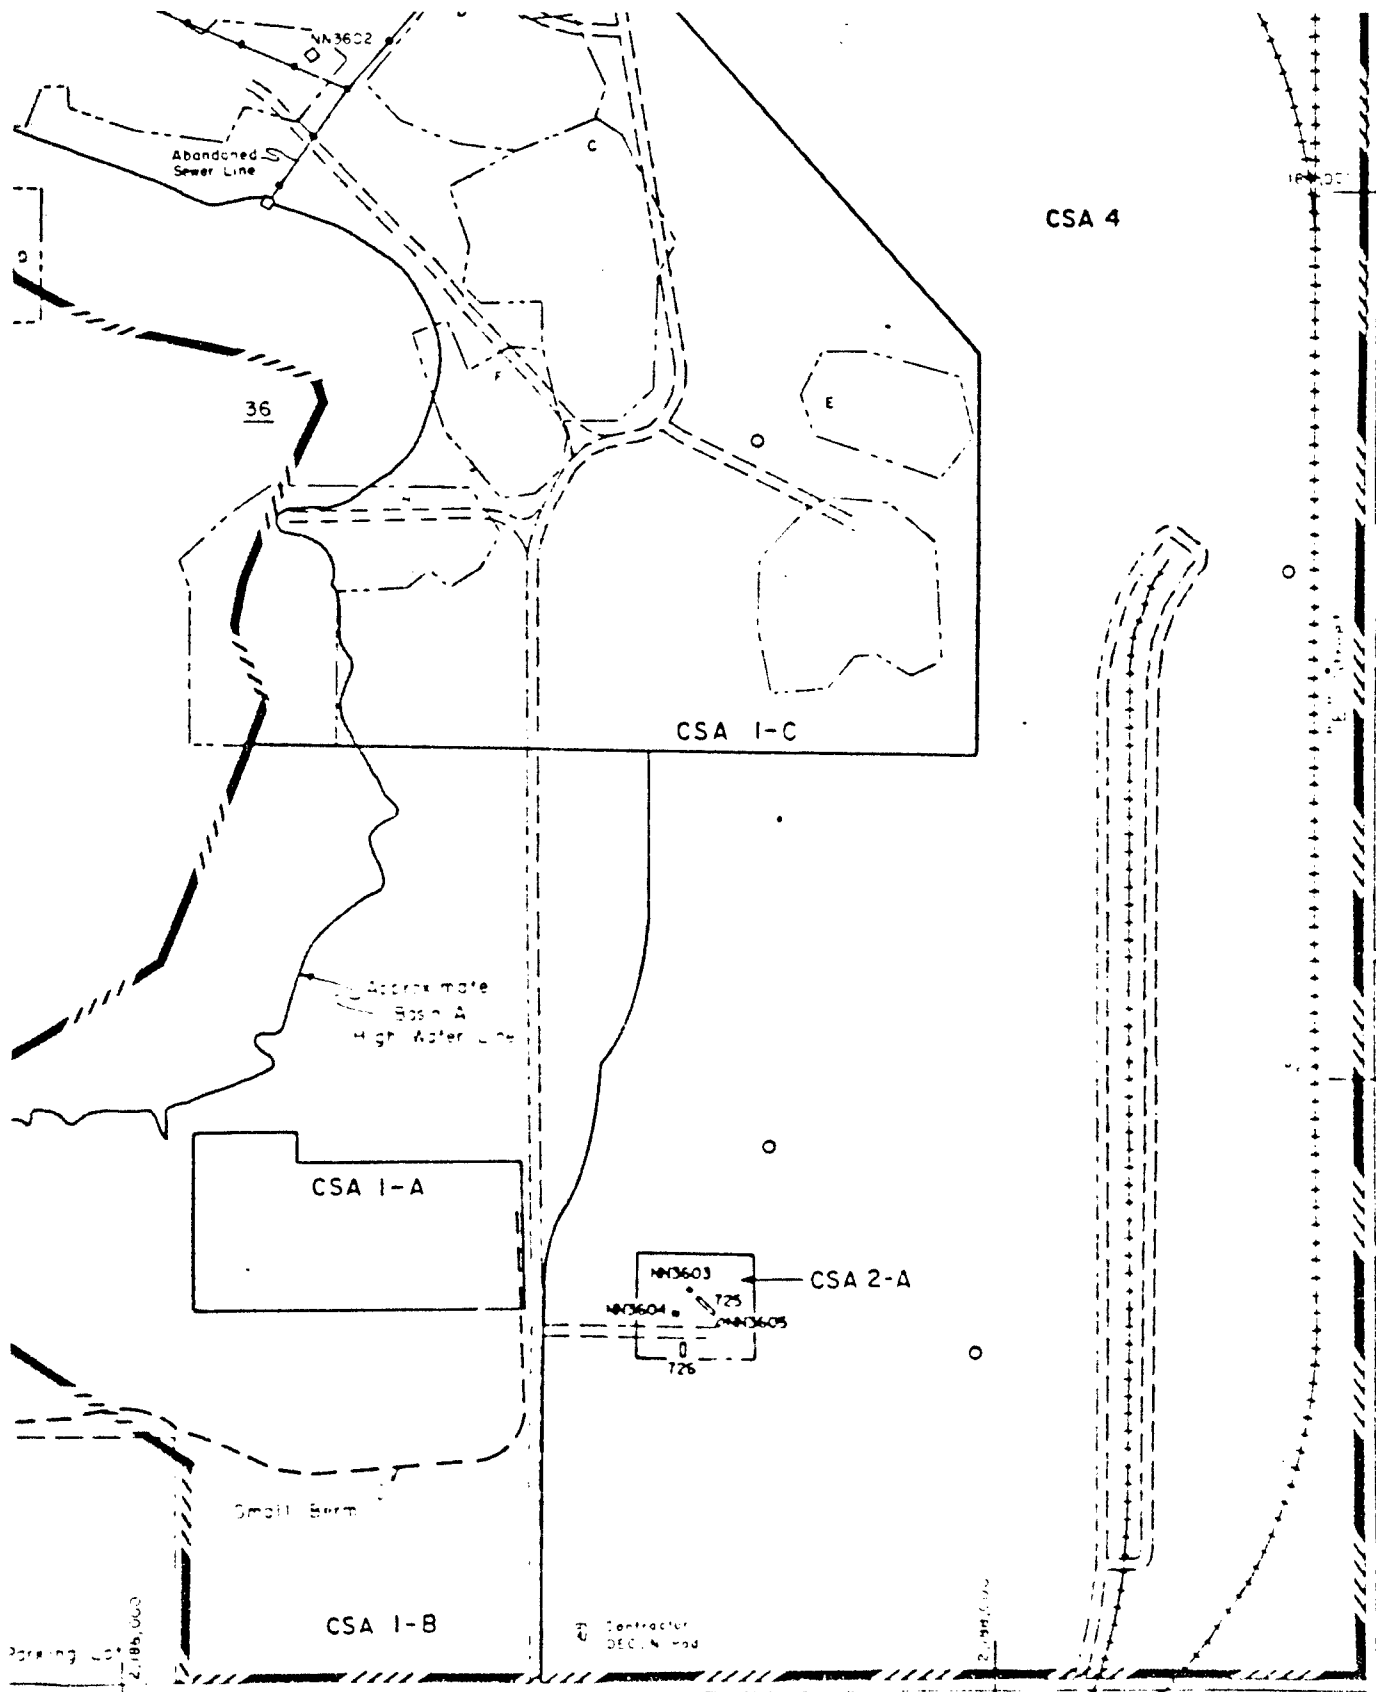 NN3602
C
Abandoned
Sewer Line
CSA 4
36
F
E
CSA 1-C
Approximate
Basin A
High Water Line
CSA 1-A
NN3603
CSA 2-A
725
NN3604
NN3605
726
Small Berm
CSA 1-B
Contractor
Parking Lot
2,186,000